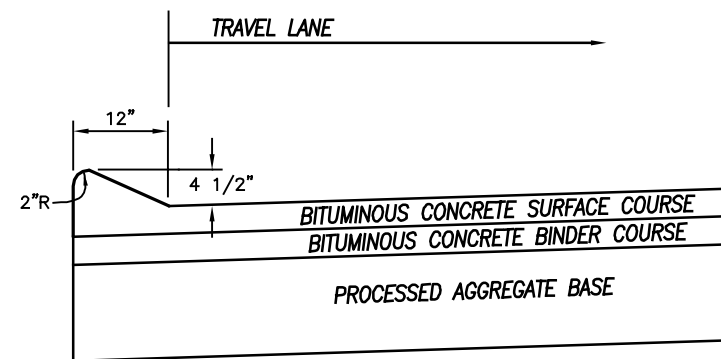 TRAVEL LANE
12"
4 1/2"
2"R
BITUMINOUS CONCRETE SURFACE COURSE
BITUMINOUS CONCRETE BINDER COURSE
PROCESSED AGGREGATE BASE